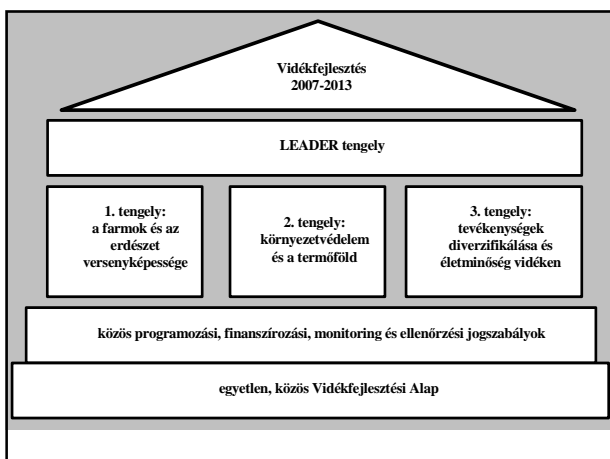 Vidékfejlesztés
2007-2013
LEADER tengely
1. tengely:
a farmok és az
erdészet
versenyképessége
2. tengely:
környezetvédelem
és a termőföld
3. tengely:
tevékenységek
diverzifikálása és
életminőség vidéken
közös programozási, finanszírozási, monitoring és ellenőrzési jogszabályok
egyetlen, közös Vidékfejlesztési Alap